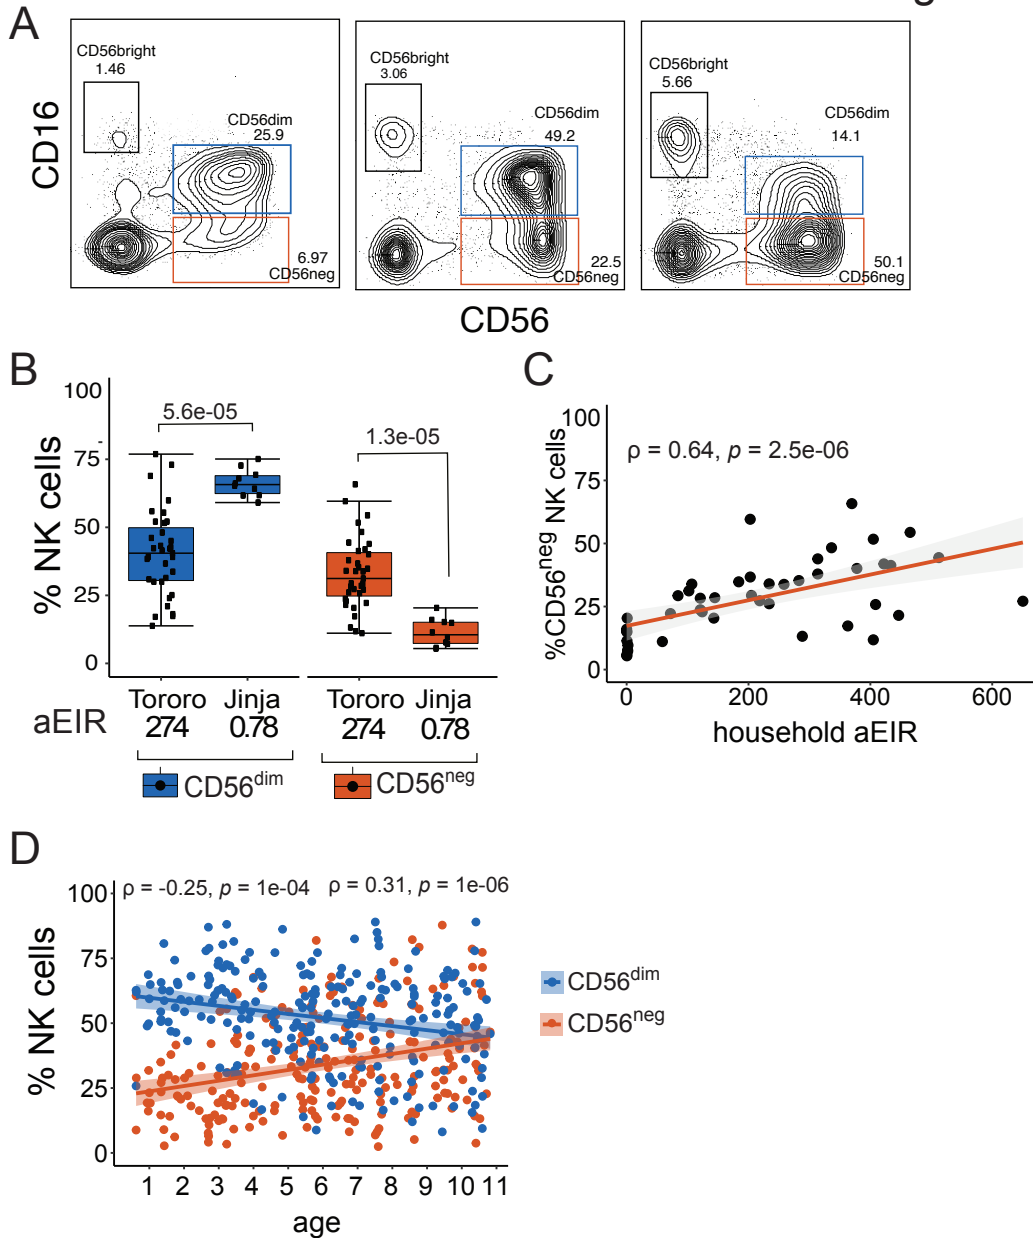 g
A
CD56bright
1.46
CD56dim
25.9
6.97
CD56neg
CD56bright
3.06
CD56dim
49.2
22.5
CD56neg
CD56bright
5.66
CD56dim
14.1
50.1
CD56neg
CD16
CD56
B
% NK cells
100
75
50
25
0
5.6e-05
1.3e-05
Tororo Jinja Tororo Jinja
aEIR 274 0.78 274 0.78
CD56dim CD56neg
C
%CD56neg NK cells
100
75
50
25
0
ρ = 0.64, p = 2.5e-06
0 200 400 600
household aEIR
D
% NK cells
100
75
50
25
0
ρ = -0.25, p = 1e-04 ρ = 0.31, p = 1e-06
1 2 3 4 5 6 7 8 9 10 11
age
CD56dim
CD56neg